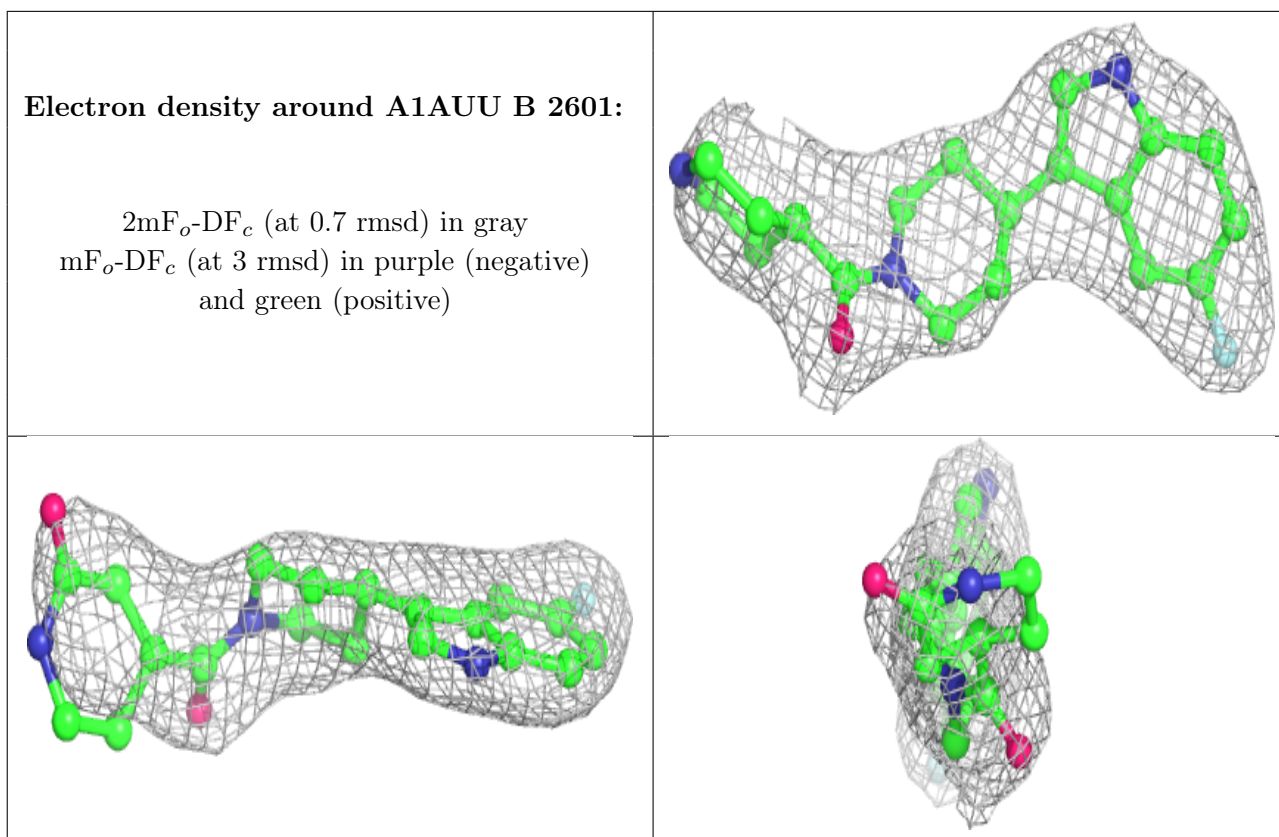 Electron density around A1AUU B 2601:
2mFₒ-DF𝒸 (at 0.7 rmsd) in gray
mFₒ-DF𝒸 (at 3 rmsd) in purple (negative)
and green (positive)